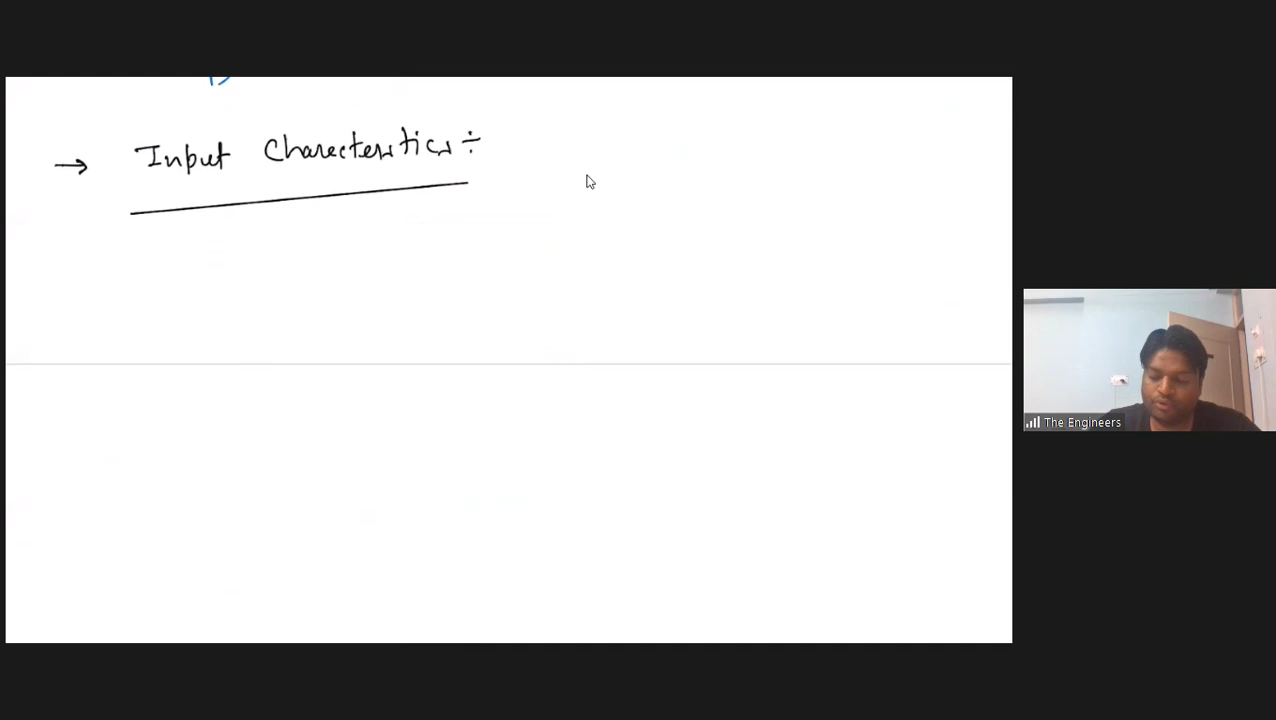 → Input Characteristics ÷
The Engineers